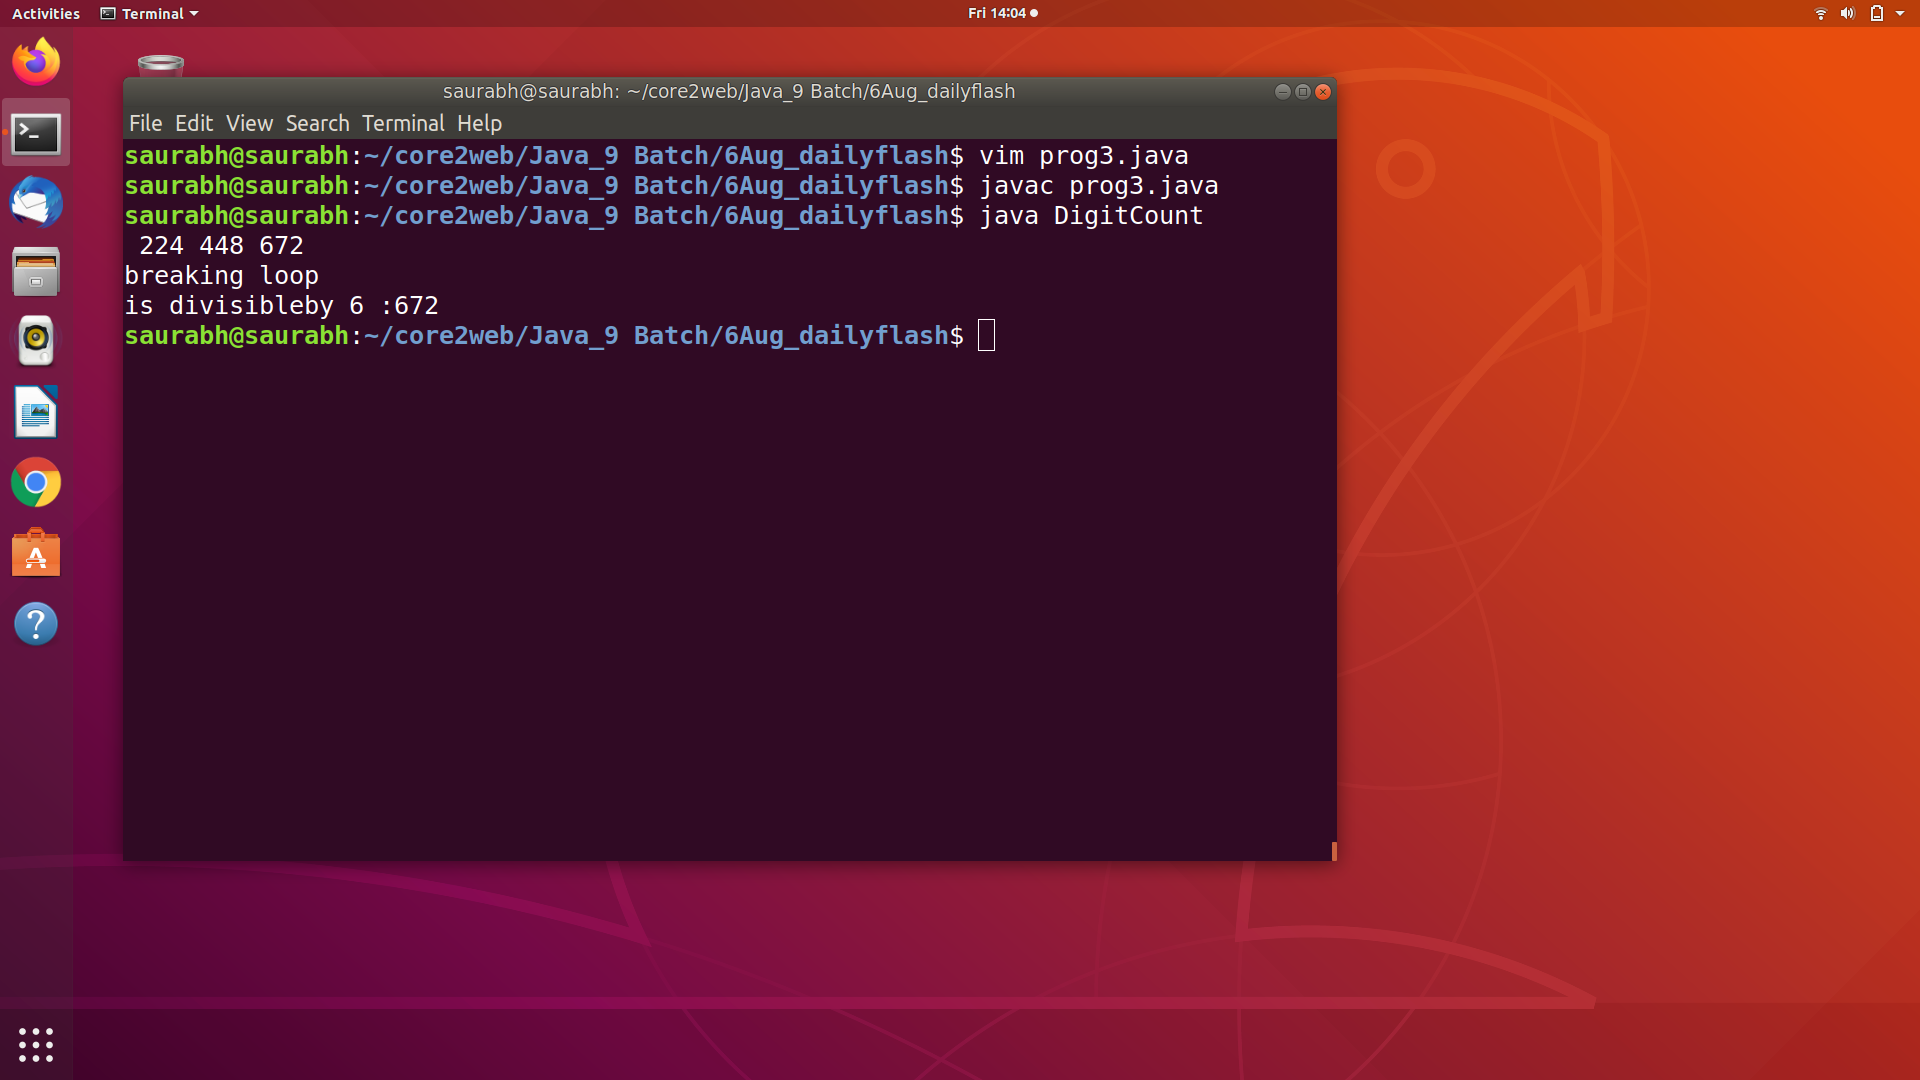 Activities Terminal Fri 14:04
saurabh@saurabh: ~/core2web/Java_9 Batch/6Aug_dailyflash
File Edit View Search Terminal Help
saurabh@saurabh:~/core2web/Java_9 Batch/6Aug_dailyflash$ vim prog3.java
saurabh@saurabh:~/core2web/Java_9 Batch/6Aug_dailyflash$ javac prog3.java
saurabh@saurabh:~/core2web/Java_9 Batch/6Aug_dailyflash$ java DigitCount
 224 448 672
breaking loop
is divisibleby 6 :672
saurabh@saurabh:~/core2web/Java_9 Batch/6Aug_dailyflash$